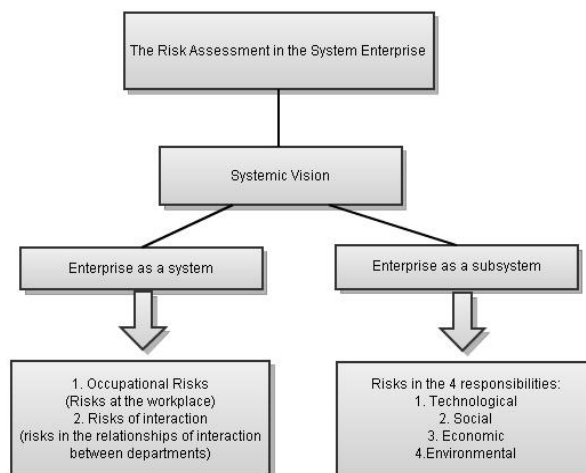 The Risk Assessment in the System Enterprise
Systemic Vision
Enterprise as a system
Enterprise as a subsystem
1. Occupational Risks
(Risks at the workplace)
2. Risks of interaction
(risks in the relationships of interaction
between departments)
Risks in the 4 responsibilities:
1. Technological
2. Social
3. Economic
4.Environmental